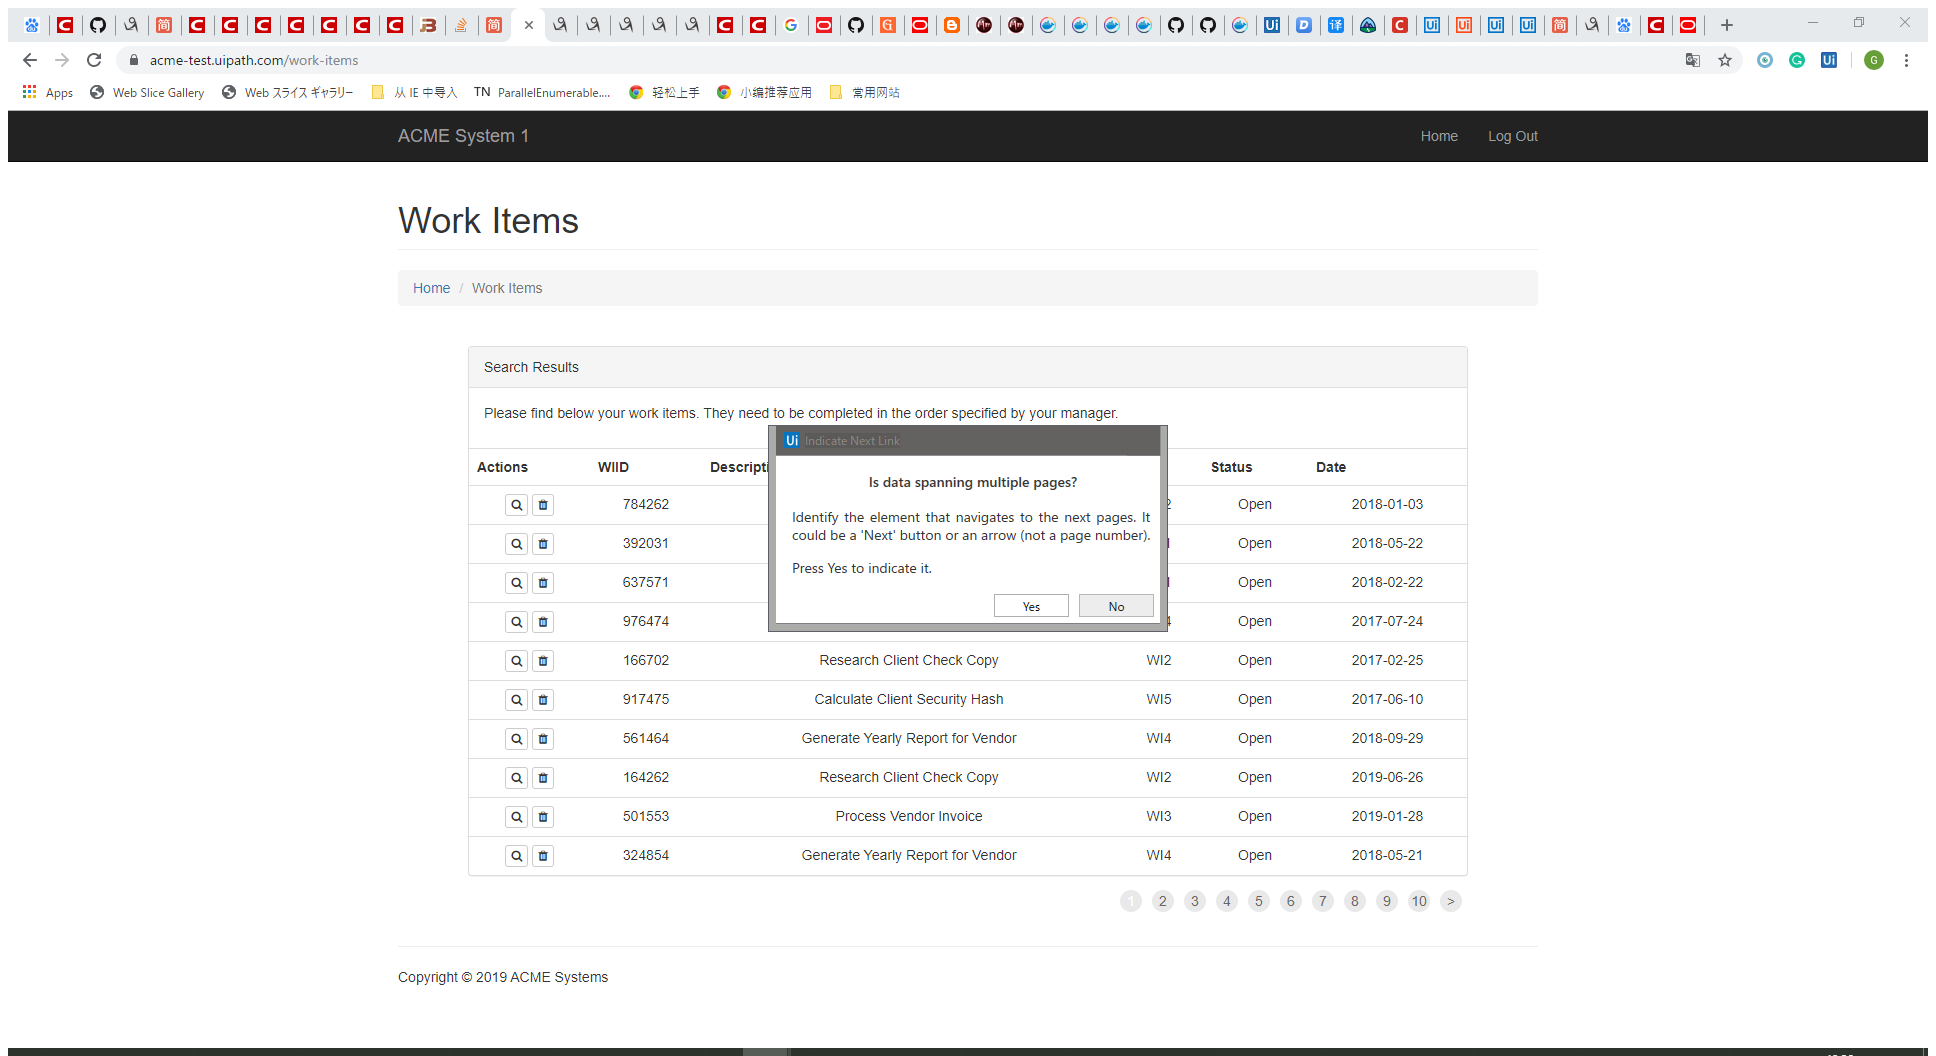 acme-test.uipath.com/work-items
G
Apps Web Slice Gallery Web スライス ギャラリー 从 IE 中导入 TN ParallelEnumerable.... 轻松上手 小编推荐应用 常用网站
ACME System 1 Home Log Out
Work Items
Home / Work Items
Search Results
Please find below your work items. They need to be completed in the order specified by your manager.
Ui Indicate Next Link
Is data spanning multiple pages?
Identify the element that navigates to the next pages. It
could be a 'Next' button or an arrow (not a page number).
Press Yes to indicate it.
Yes No
Actions WIID Status Date
784262 Open 2018-01-03
392031 Open 2018-05-22
637571 Open 2018-02-22
976474 Open 2017-07-24
166702 Research Client Check Copy WI2 Open 2017-02-25
917475 Calculate Client Security Hash WI5 Open 2017-06-10
561464 Generate Yearly Report for Vendor WI4 Open 2018-09-29
164262 Research Client Check Copy WI2 Open 2019-06-26
501553 Process Vendor Invoice WI3 Open 2019-01-28
324854 Generate Yearly Report for Vendor WI4 Open 2018-05-21
1 2 3 4 5 6 7 8 9 10 >
Copyright © 2019 ACME Systems